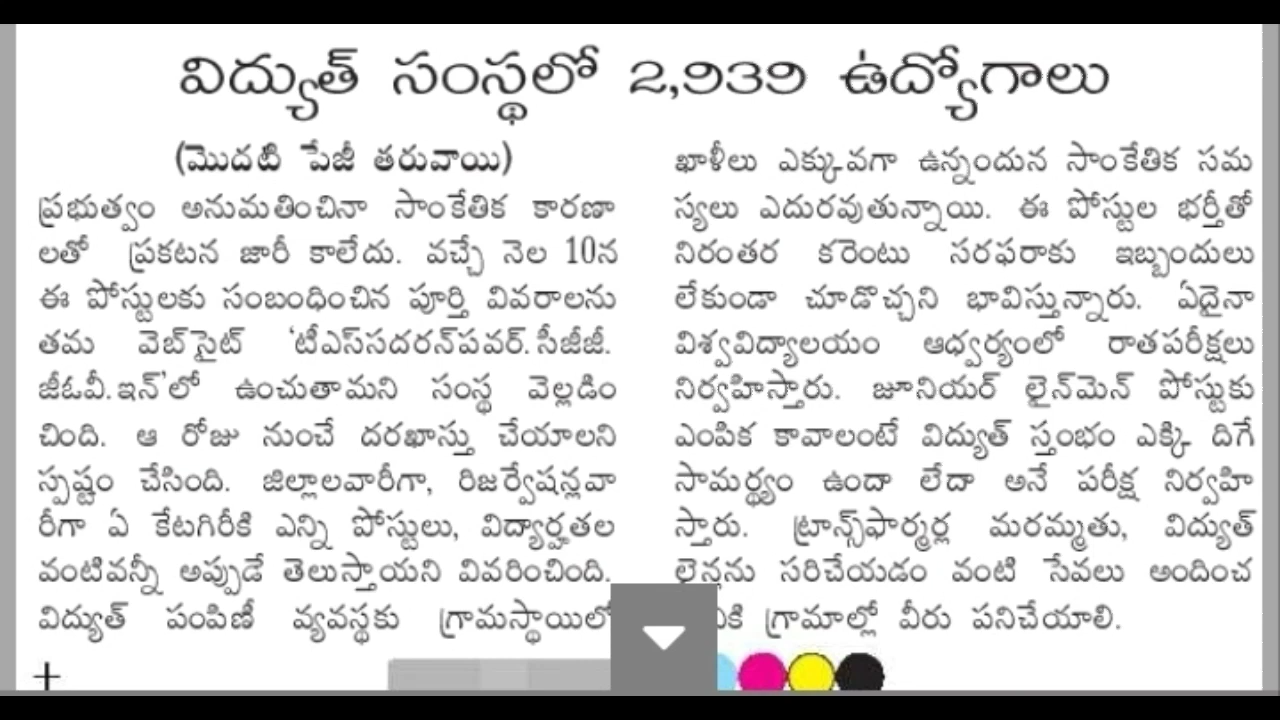 విద్యుత్ సంస్థలో 2,939 ఉద్యోగాలు
(మొదటి పేజీ తరువాయి)
ప్రభుత్వం అనుమతించినా సాంకేతిక కారణా
లతో ప్రకటన జారీ కాలేదు. వచ్చే నెల 10న
ఈ పోస్టులకు సంబంధించిన పూర్తి వివరాలను
తమ వెబ్‌సైట్ ‘టీఎస్‌సదరన్‌పవర్.సీజీజీ.
జీఓవీ.ఇన్’లో ఉంచుతామని సంస్థ వెల్లడిం
చింది. ఆ రోజు నుంచే దరఖాస్తు చేయాలని
స్పష్టం చేసింది. జిల్లాలవారీగా, రిజర్వేషన్లవా
రీగా ఏ కేటగిరీకి ఎన్ని పోస్టులు, విద్యార్హతల
వంటివన్నీ అప్పుడే తెలుస్తాయని వివరించింది.
విద్యుత్ పంపిణీ వ్యవస్థకు గ్రామస్థాయిలో
ఖాళీలు ఎక్కువగా ఉన్నందున సాంకేతిక సమ
స్యలు ఎదురవుతున్నాయి. ఈ పోస్టుల భర్తీతో
నిరంతర కరెంటు సరఫరాకు ఇబ్బందులు
లేకుండా చూడొచ్చని భావిస్తున్నారు. ఏదైనా
విశ్వవిద్యాలయం ఆధ్వర్యంలో రాతపరీక్షలు
నిర్వహిస్తారు. జూనియర్ లైన్‌మెన్ పోస్టుకు
ఎంపిక కావాలంటే విద్యుత్ స్తంభం ఎక్కి దిగే
సామర్థ్యం ఉందా లేదా అనే పరీక్ష నిర్వహి
స్తారు. ట్రాన్స్‌ఫార్మర్ల మరమ్మతు, విద్యుత్
లైన్లను సరిచేయడం వంటి సేవలు అందించ
గ్రామాల్లో వీరు పనిచేయాలి.